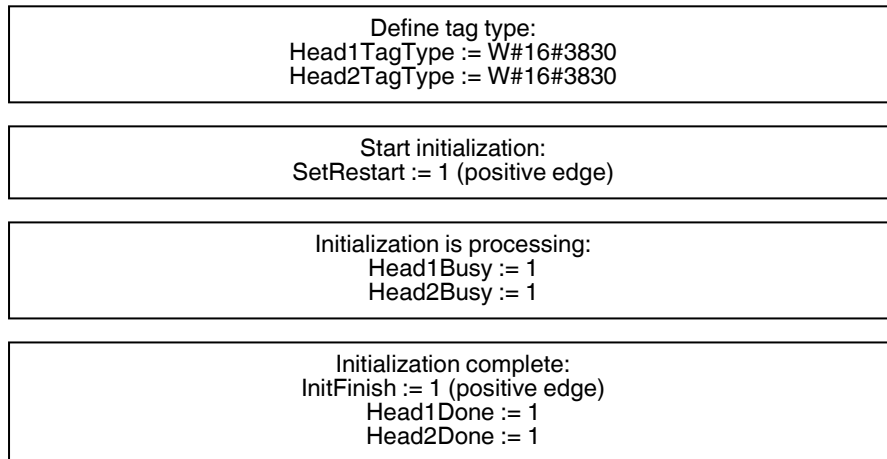 Define tag type:
Head1TagType := W#16#3830
Head2TagType := W#16#3830
Start initialization:
SetRestart := 1 (positive edge)
Initialization is processing:
Head1Busy := 1
Head2Busy := 1
Initialization complete:
InitFinish := 1 (positive edge)
Head1Done := 1
Head2Done := 1